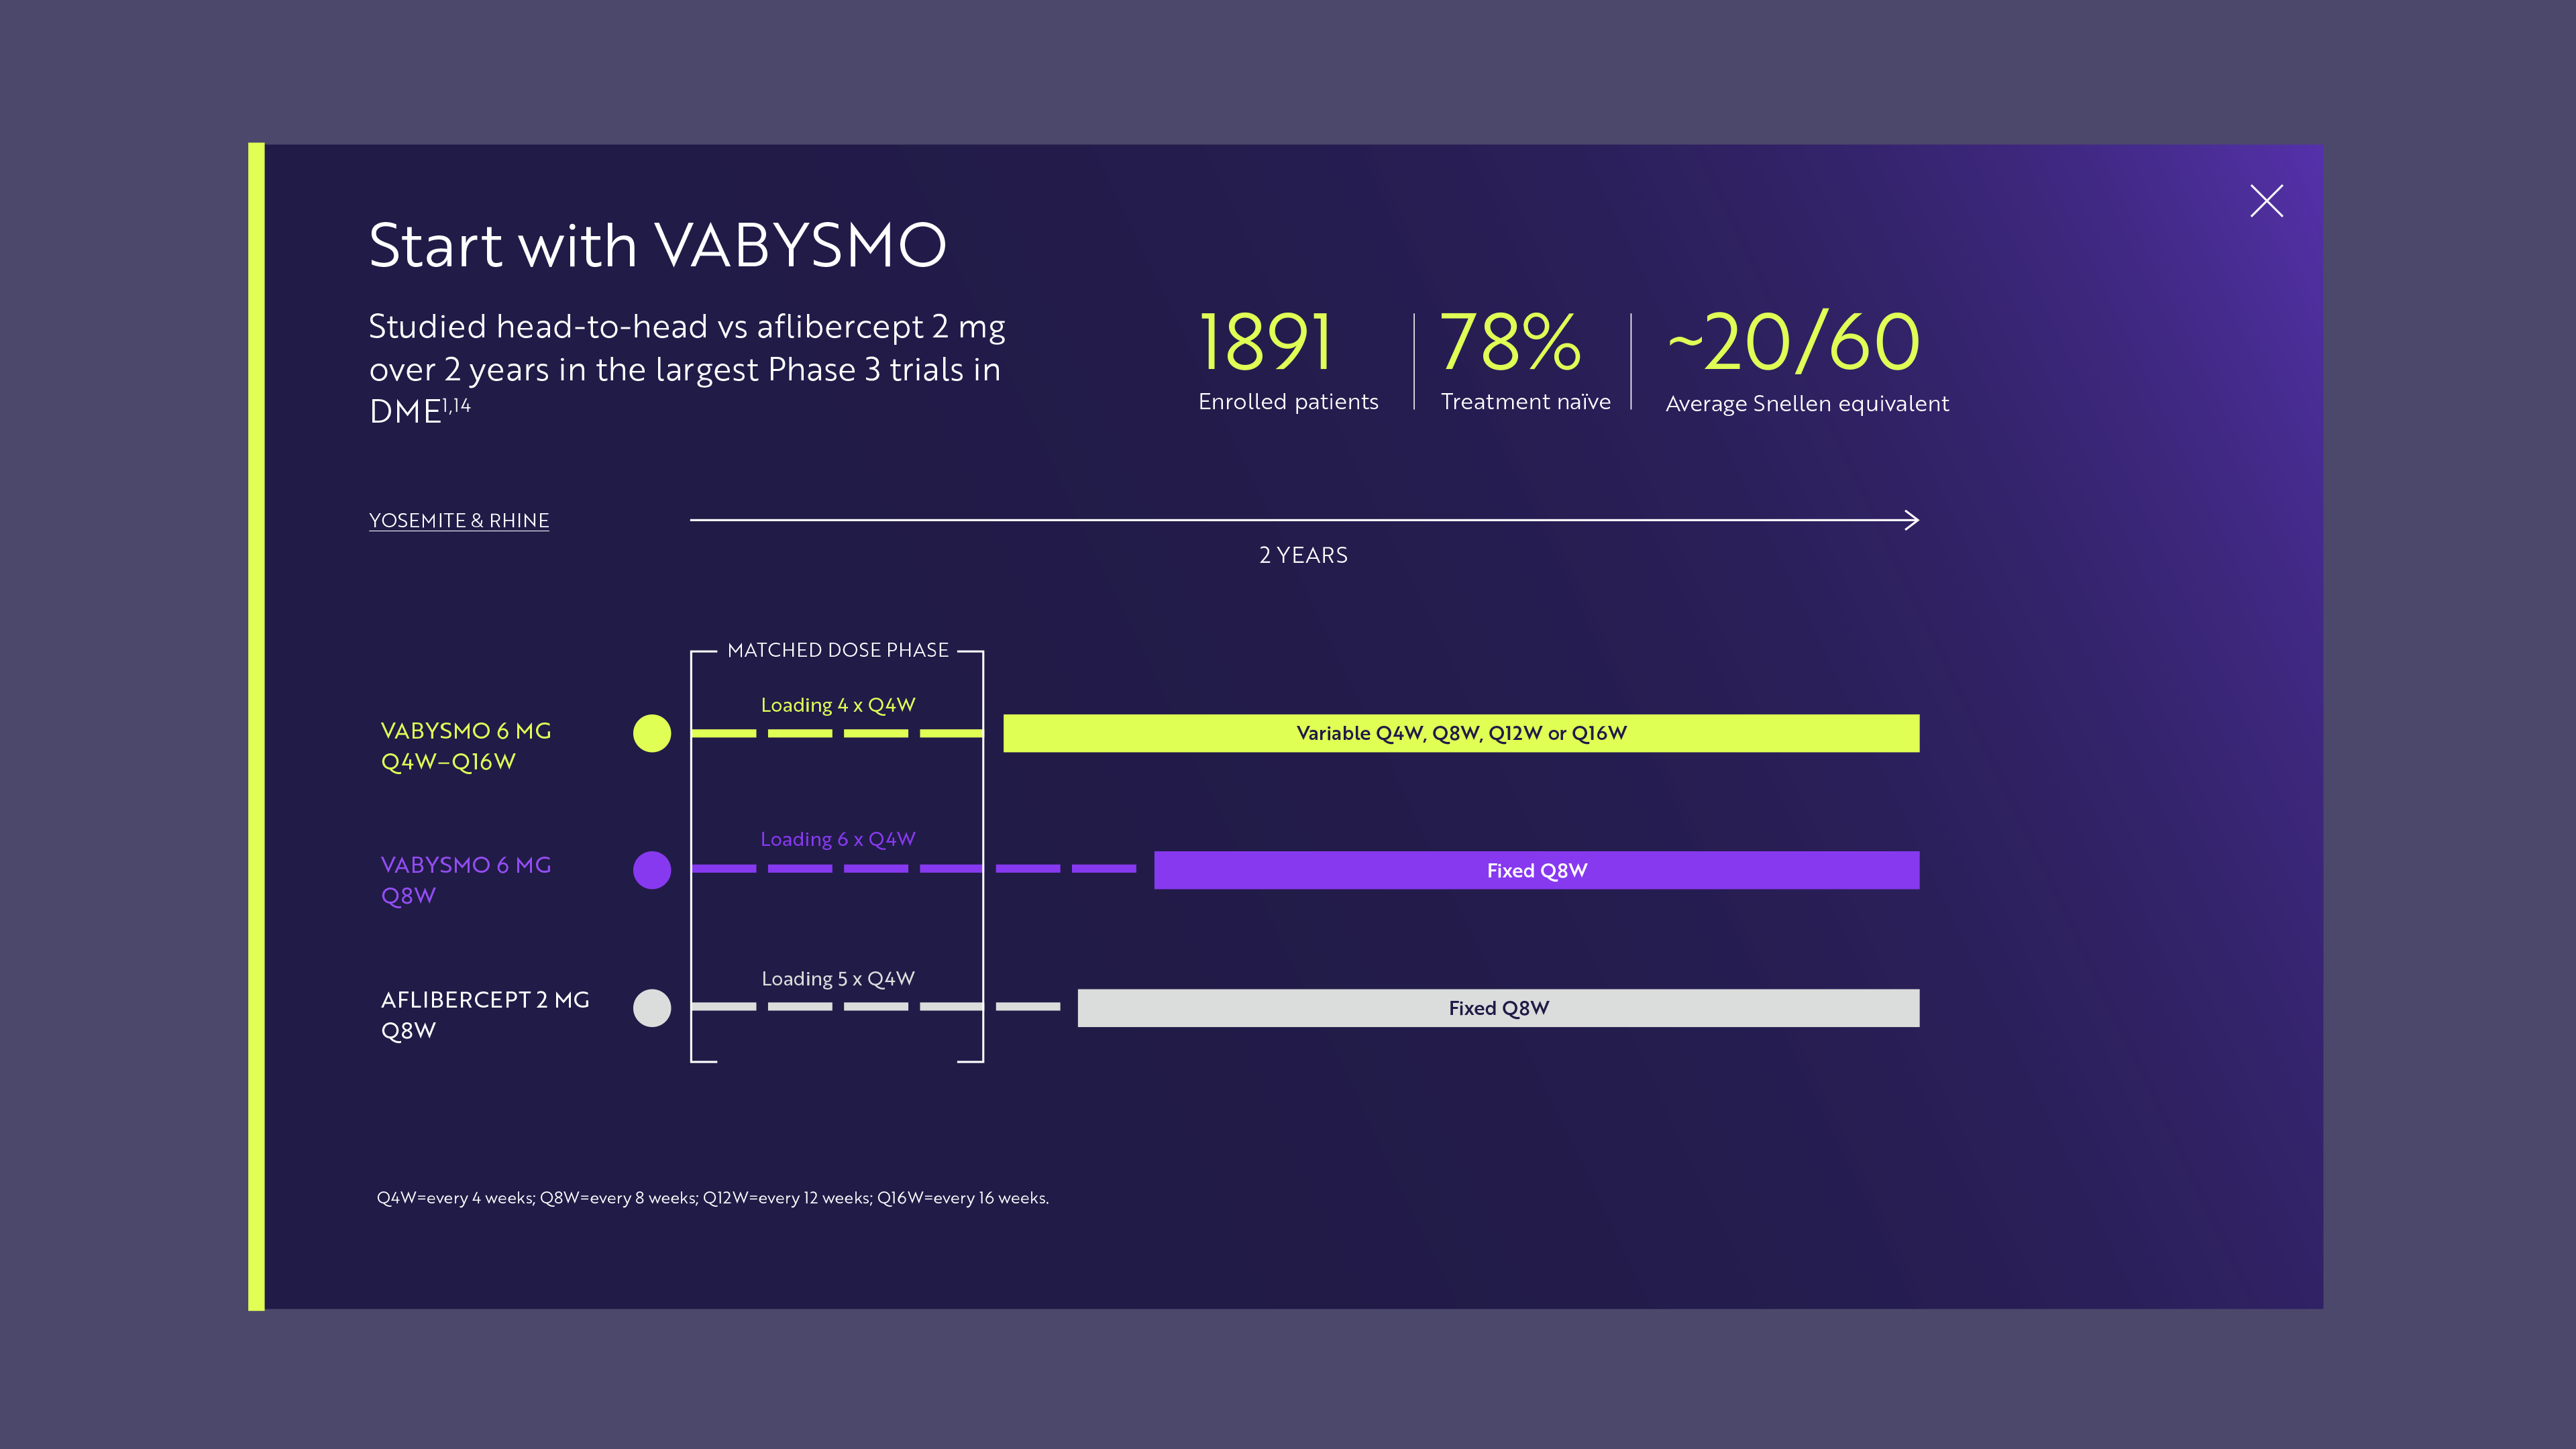 Start with VABYSMO
Studied head-to-head vs aflibercept 2 mg
over 2 years in the largest Phase 3 trials in
DME1,14
1891
Enrolled patients
78%
Treatment naïve
~20/60
Average Snellen equivalent
YOSEMITE & RHINE
2 YEARS
MATCHED DOSE PHASE
VABYSMO 6 MG
Q4W–Q16W
Loading 4 x Q4W
Variable Q4W, Q8W, Q12W or Q16W
VABYSMO 6 MG
Q8W
Loading 6 x Q4W
Fixed Q8W
AFLIBERCEPT 2 MG
Q8W
Loading 5 x Q4W
Fixed Q8W
Q4W=every 4 weeks; Q8W=every 8 weeks; Q12W=every 12 weeks; Q16W=every 16 weeks.